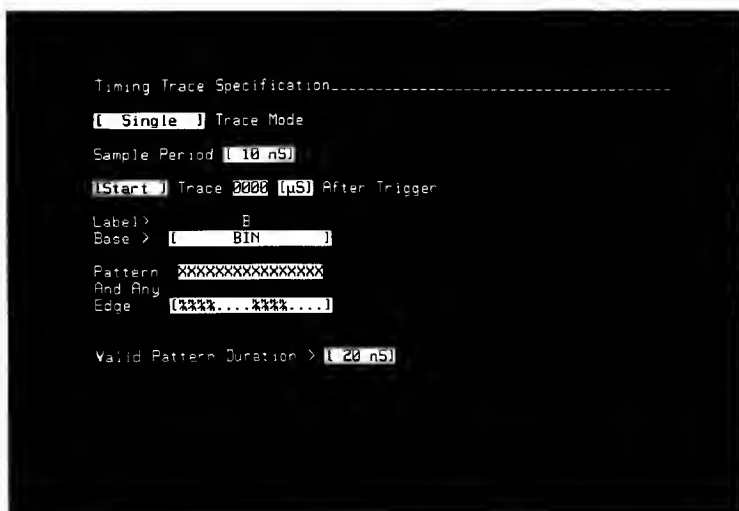 Timing Trace Specification
[ Single ] Trace Mode
Sample Period [ 10 nS]
[Start ] Trace 0000 [µS] After Trigger
Label> B
Base > [ BIN ]
Pattern XXXXXXXXXXXXXXXX
And Any
Edge [%%%%....%%%%....]
Valid Pattern Duration > [ 20 nS]